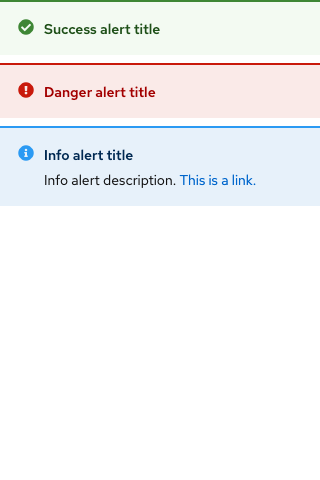 Success alert title
Danger alert title
Info alert title
Info alert description. This is a link.